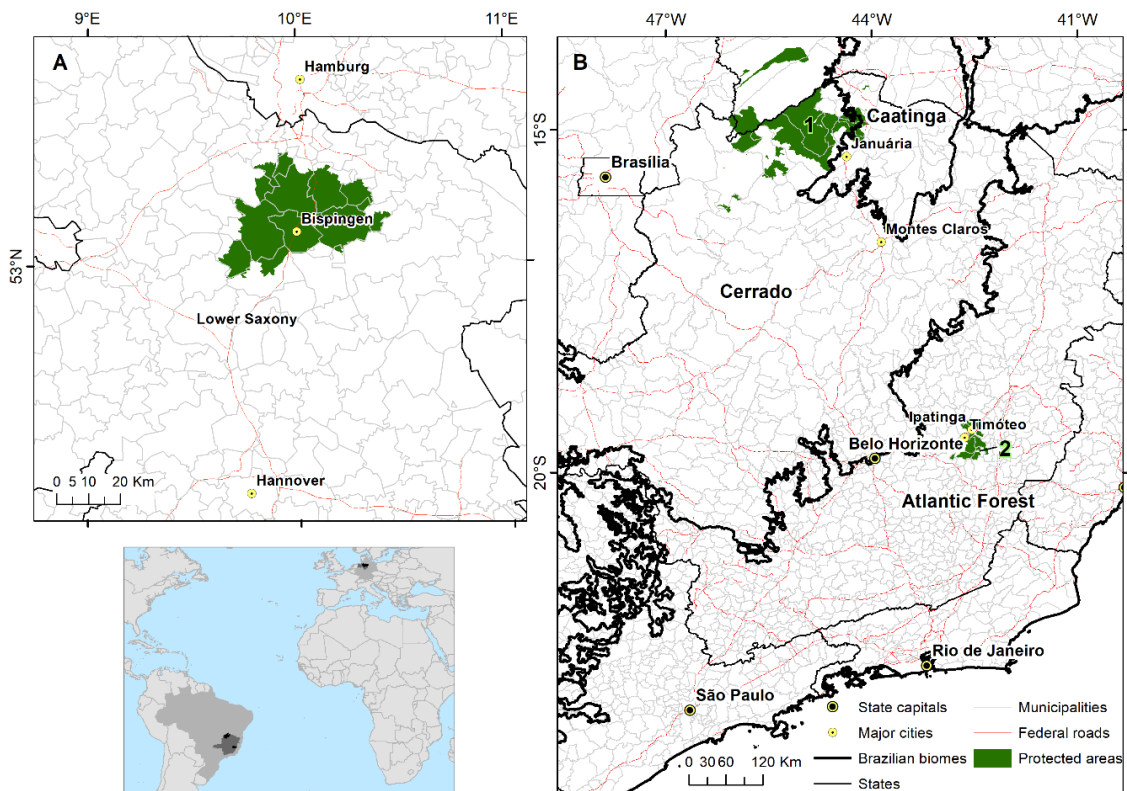 9°E 10°E 11°E
A
Hamburg
Bispingen
53°N
Lower Saxony
0 5 10 20 Km
Hannover
47°W 44°W 41°W
B
1
Caatinga
15°S
Januária
Brasília
Montes Claros
Cerrado
Ipatinga
Timóteo
Belo Horizonte
2
20°S
Atlantic Forest
Rio de Janeiro
São Paulo
State capitals
Major cities
Brazilian biomes
States
Municipalities
Federal roads
Protected areas
0 30 60 120 Km